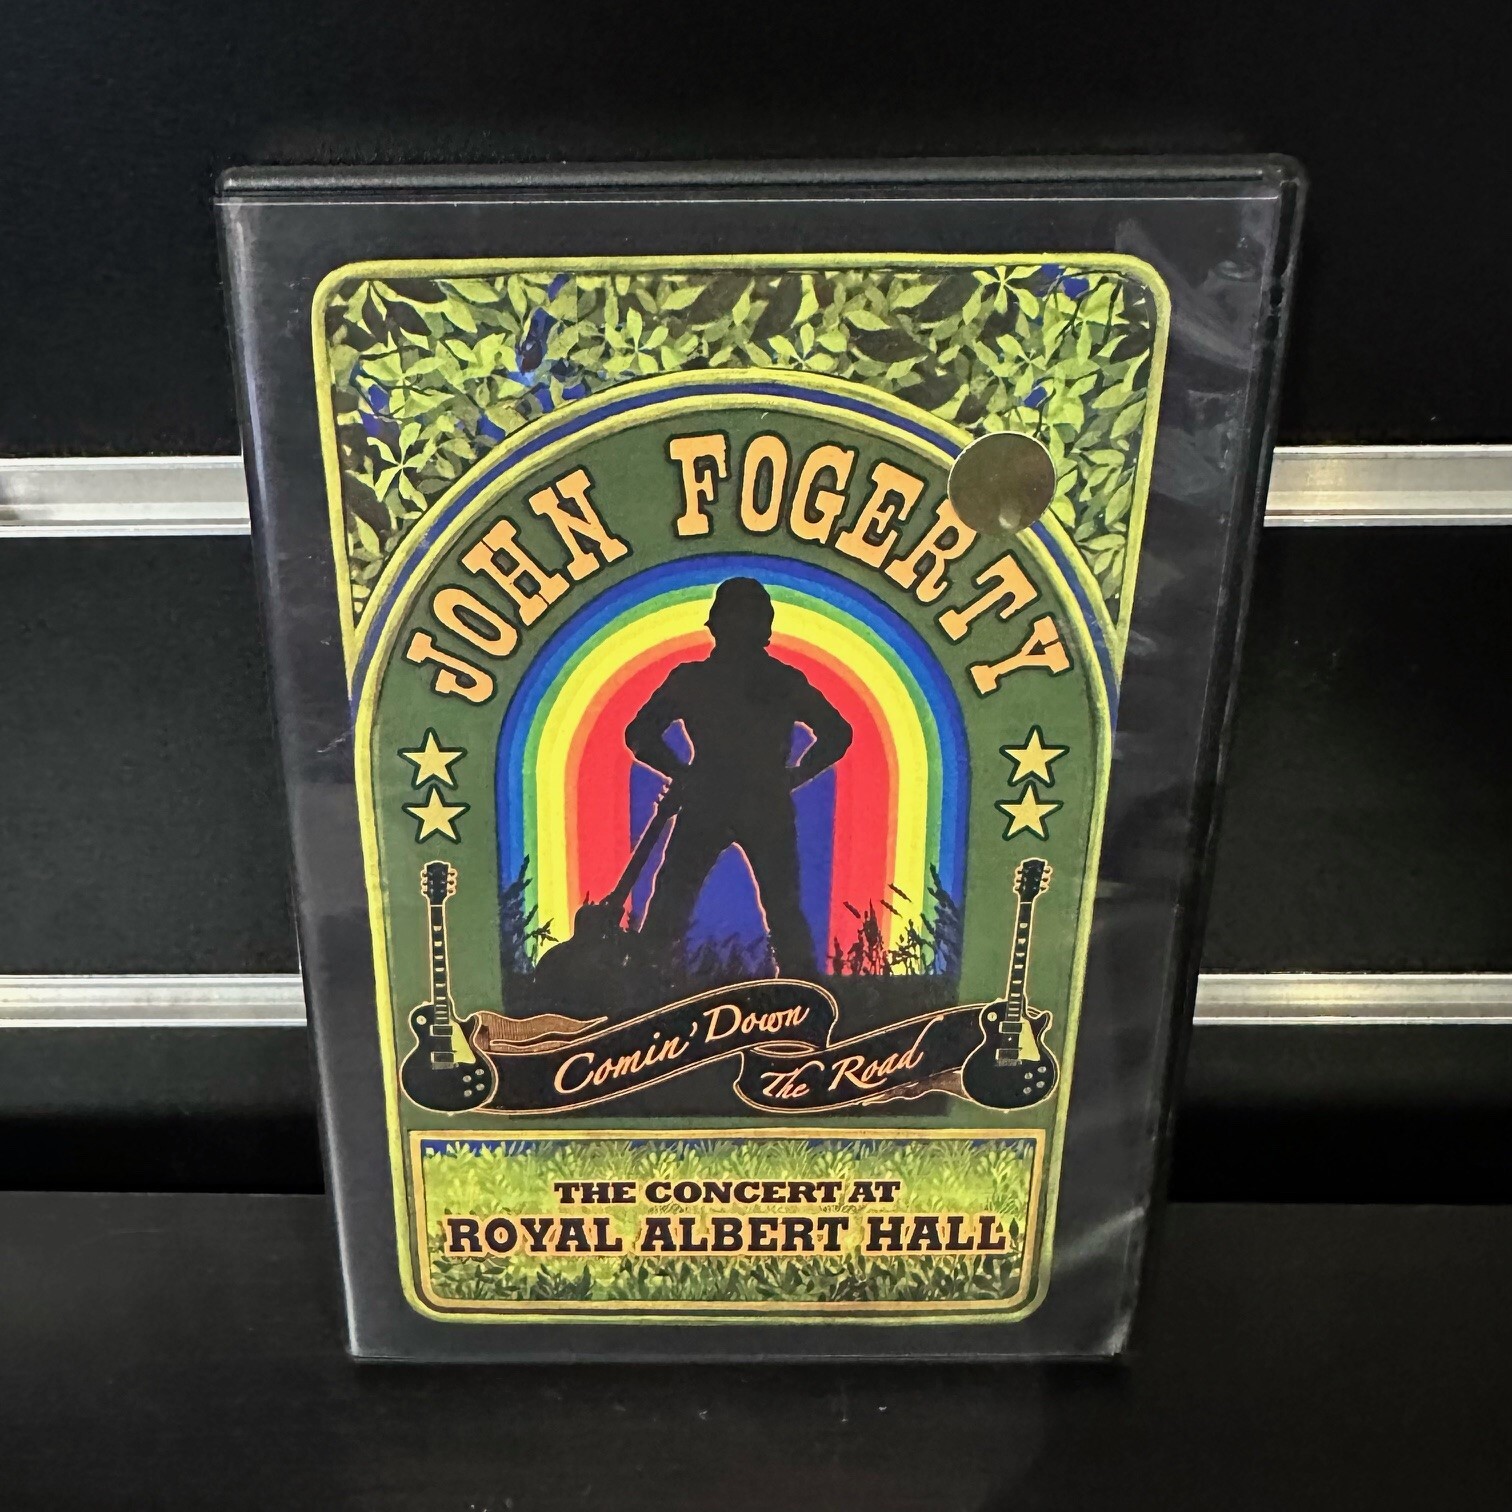 JOHN FOGERTY
Comin' Down
The Road
THE CONCERT AT
ROYAL ALBERT HALL